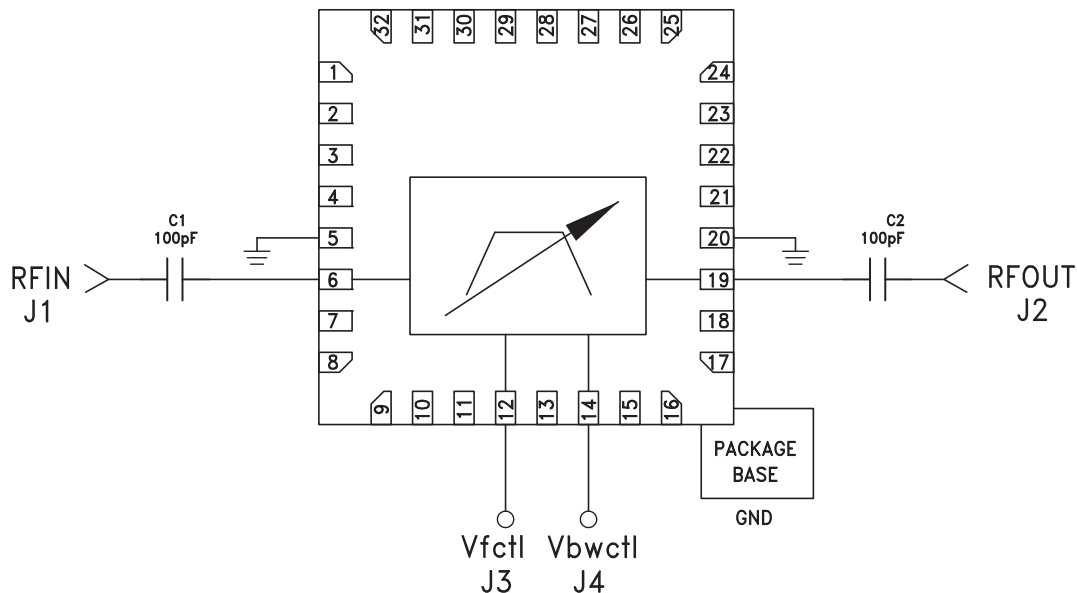 32 31 30 29 28 27 26 25
1
2
3
4
5
6
7
8
24
23
22
21
20
19
18
17
9 10 11 12 13 14 15 16
C1
100pF
RFIN
J1
C2
100pF
RFOUT
J2
PACKAGE
BASE
GND
Vfctl
J3
Vbwctl
J4